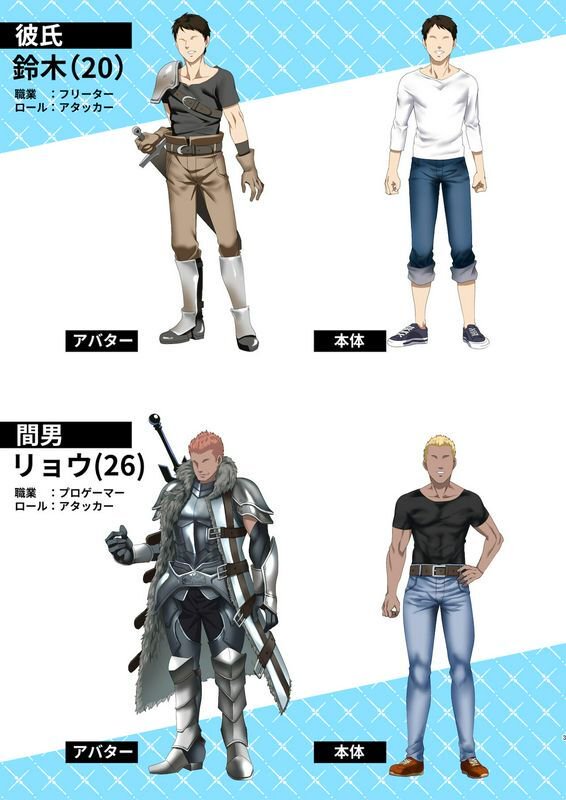 彼氏
鈴木(20)
職業　：フリーター
ロール：アタッカー
アバター
本体
間男
リョウ(26)
職業　：プロゲーマー
ロール：アタッカー
アバター
本体
3